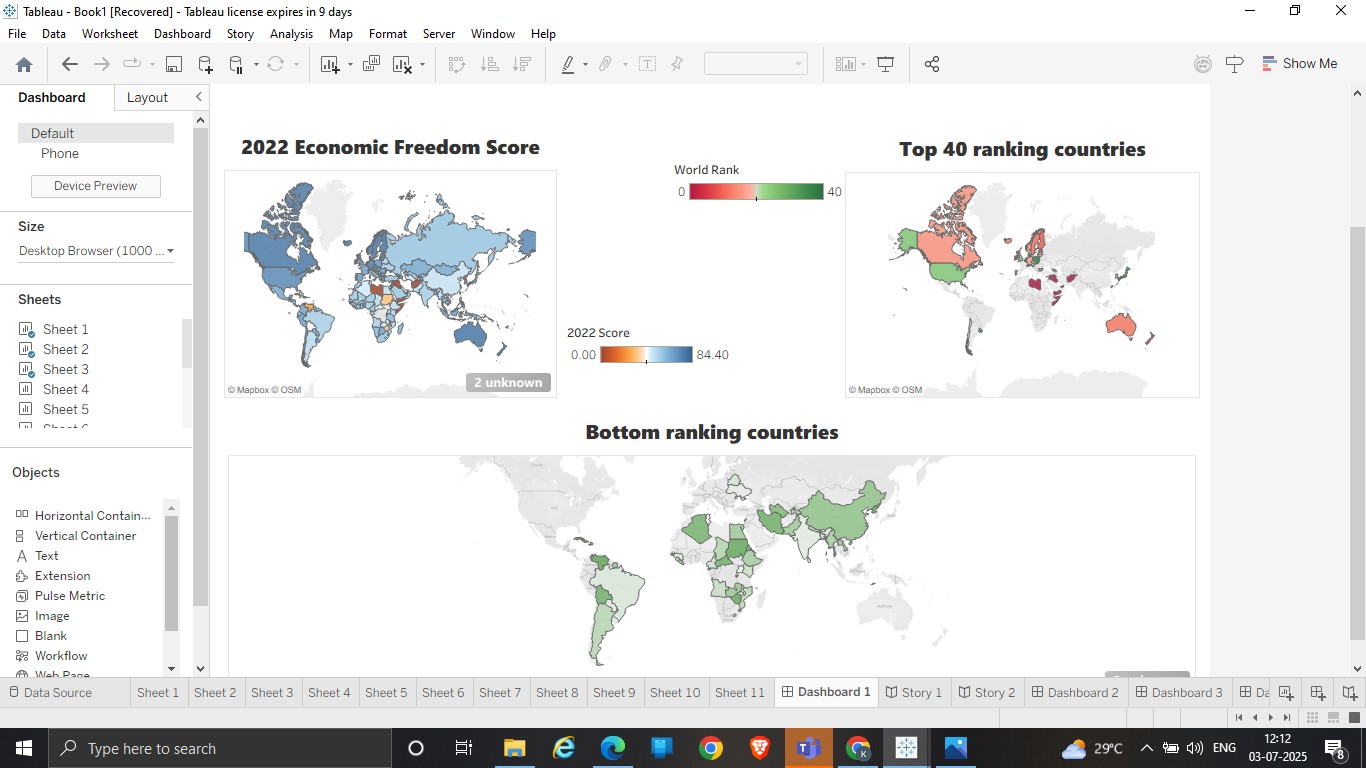 Tableau - Book1 [Recovered] - Tableau license expires in 9 days
File Data Worksheet Dashboard Story Analysis Map Format Server Window Help
Show Me
Dashboard Layout
Default
Phone
Device Preview
Size
Desktop Browser (1000 ...
Sheets
Sheet 1
Sheet 2
Sheet 3
Sheet 4
Sheet 5
Objects
Horizontal Contain...
Vertical Container
Text
Extension
Pulse Metric
Image
Blank
Workflow
2022 Economic Freedom Score
© Mapbox © OSM
2 unknown
World Rank
0 40
2022 Score
0.00 84.40
Top 40 ranking countries
© Mapbox © OSM
Bottom ranking countries
Data Source Sheet 1 Sheet 2 Sheet 3 Sheet 4 Sheet 5 Sheet 6 Sheet 7 Sheet 8 Sheet 9 Sheet 10 Sheet 11 Dashboard 1 Story 1 Story 2 Dashboard 2 Dashboard 3 Da
Type here to search
29°C ENG 12:12
03-07-2025 8